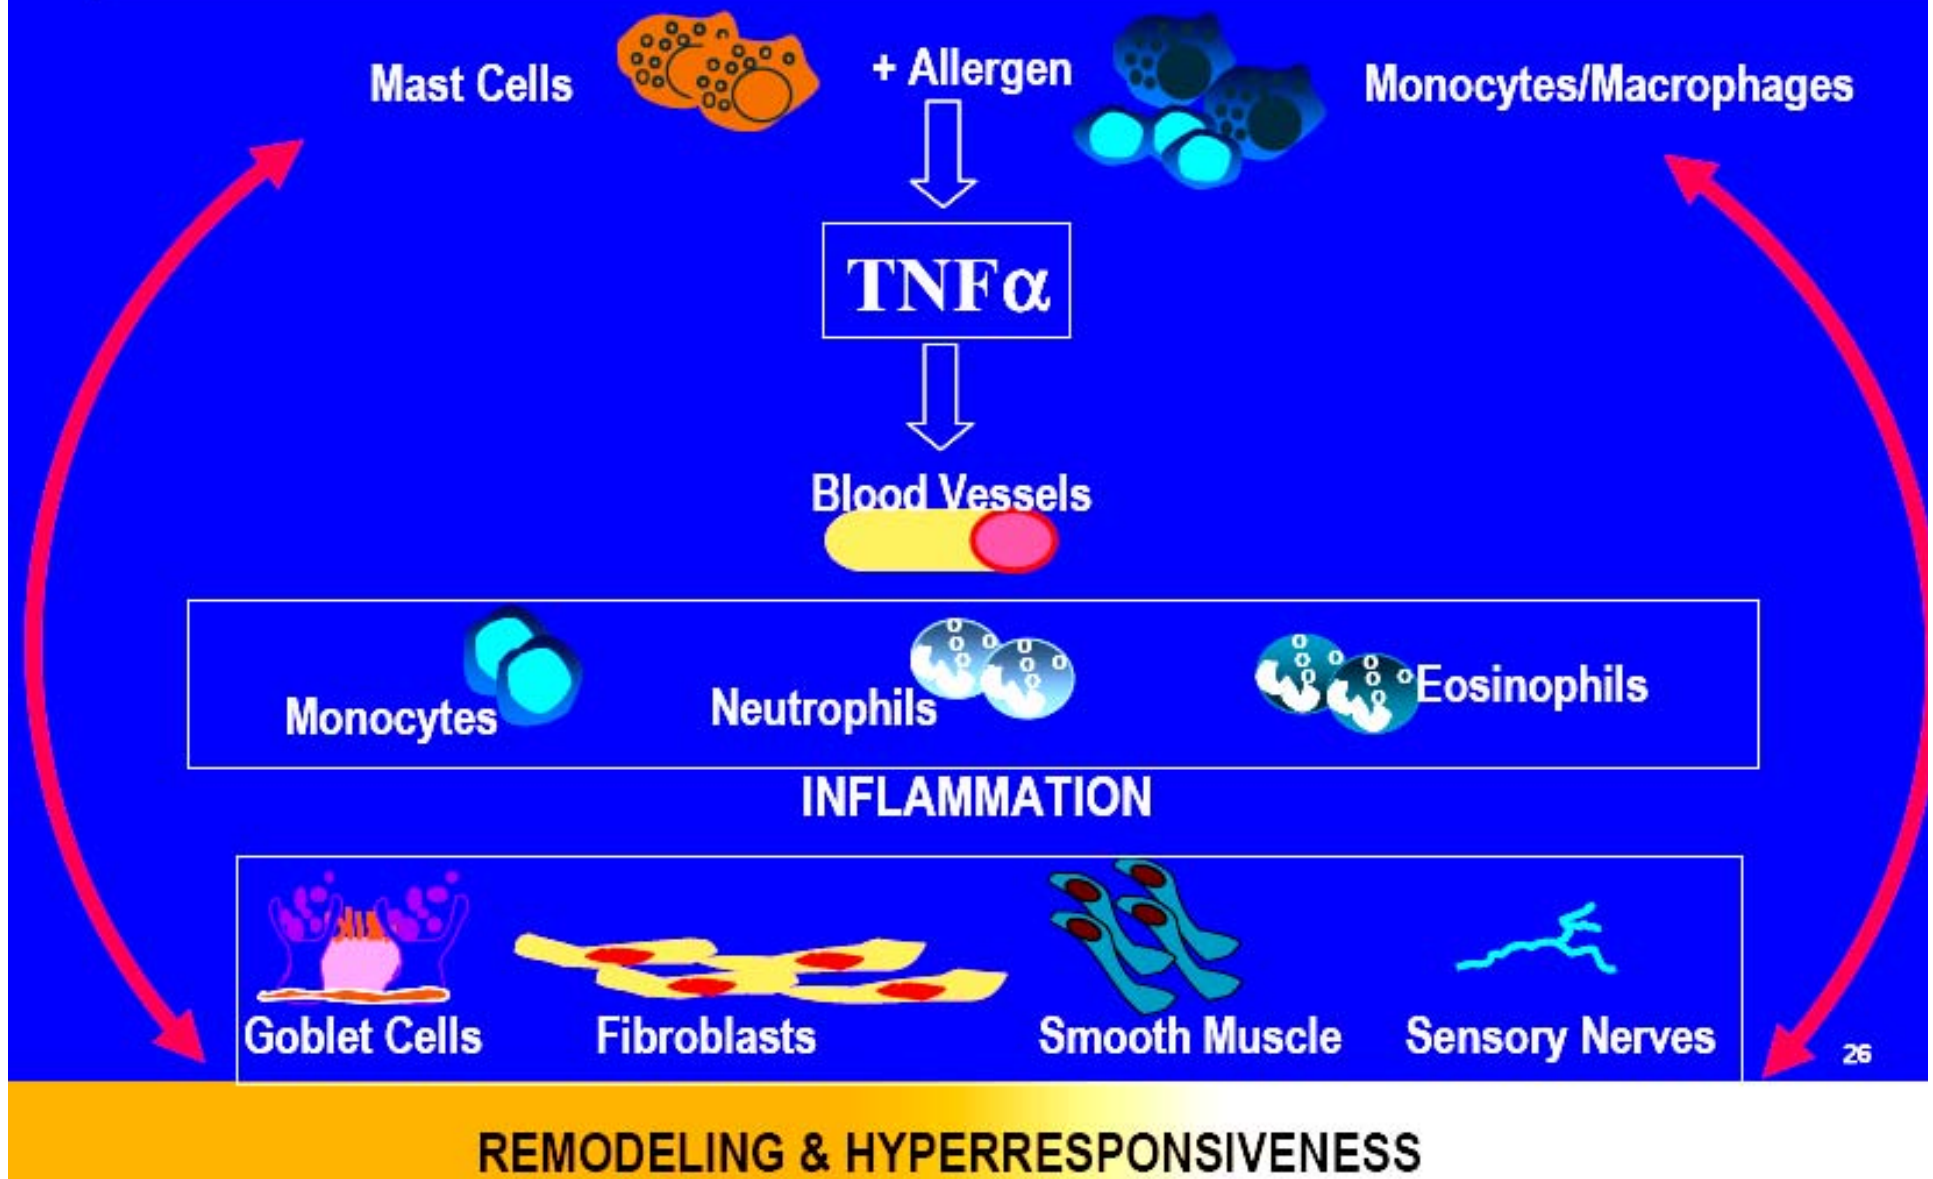 Mast Cells
+ Allergen
Monocytes/Macrophages
TNFα
Blood Vessels
Monocytes
Neutrophils
Eosinophils
INFLAMMATION
Goblet Cells
Fibroblasts
Smooth Muscle
Sensory Nerves
26
REMODELING & HYPERRESPONSIVENESS